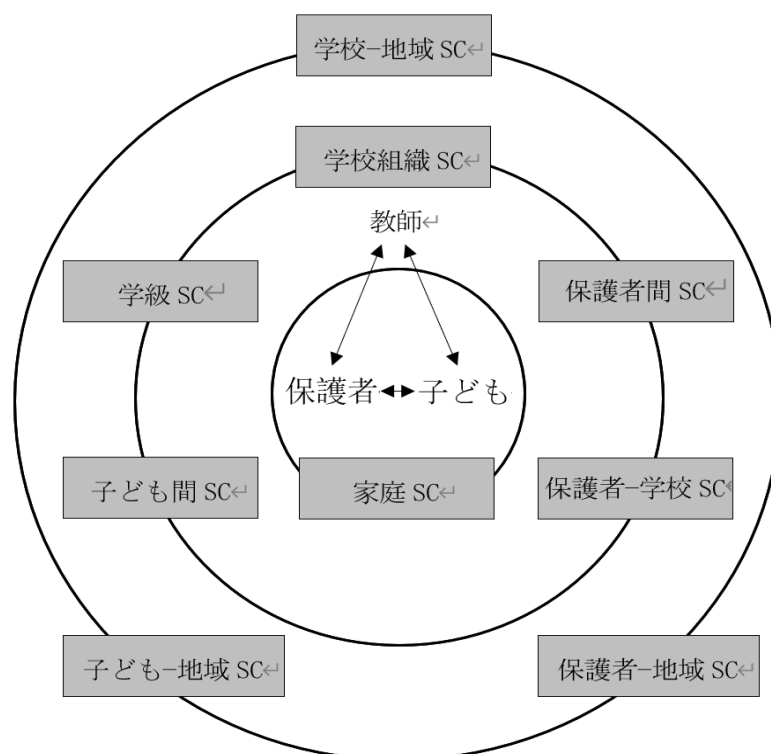 学校−地域 SC↵
学校組織 SC↵
教師↵
学級 SC↵
保護者間 SC↵
保護者
子ども
子ども間 SC↵
家庭 SC↵
保護者−学校 SC↵
子ども−地域 SC↵
保護者−地域 SC↵